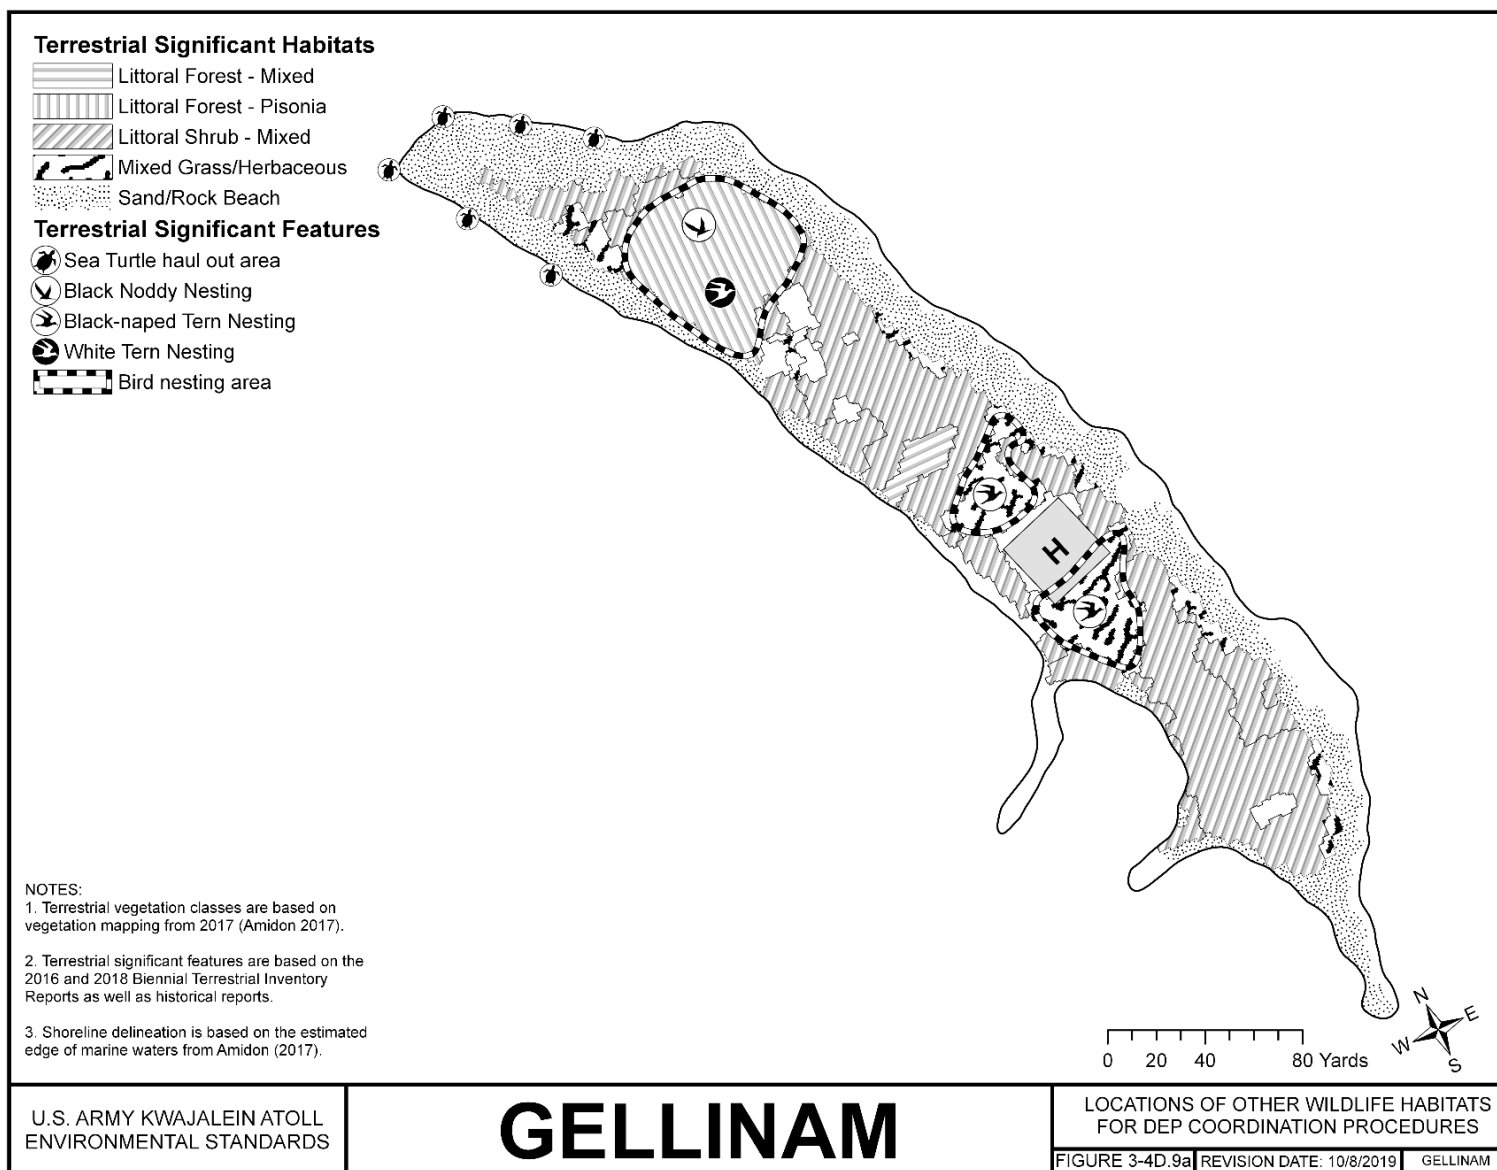 Terrestrial Significant Habitats
Littoral Forest - Mixed
Littoral Forest - Pisonia
Littoral Shrub - Mixed
Mixed Grass/Herbaceous
Sand/Rock Beach
Terrestrial Significant Features
Sea Turtle haul out area
Black Noddy Nesting
Black-naped Tern Nesting
White Tern Nesting
Bird nesting area
H
NOTES:
1. Terrestrial vegetation classes are based on
vegetation mapping from 2017 (Amidon 2017).
2. Terrestrial significant features are based on the
2016 and 2018 Biennial Terrestrial Inventory
Reports as well as historical reports.
3. Shoreline delineation is based on the estimated
edge of marine waters from Amidon (2017).
N
E
W
S
0 20 40 80 Yards
U.S. ARMY KWAJALEIN ATOLL
ENVIRONMENTAL STANDARDS
GELLINAM
LOCATIONS OF OTHER WILDLIFE HABITATS
FOR DEP COORDINATION PROCEDURES
FIGURE 3-4D.9a REVISION DATE: 10/8/2019 GELLINAM